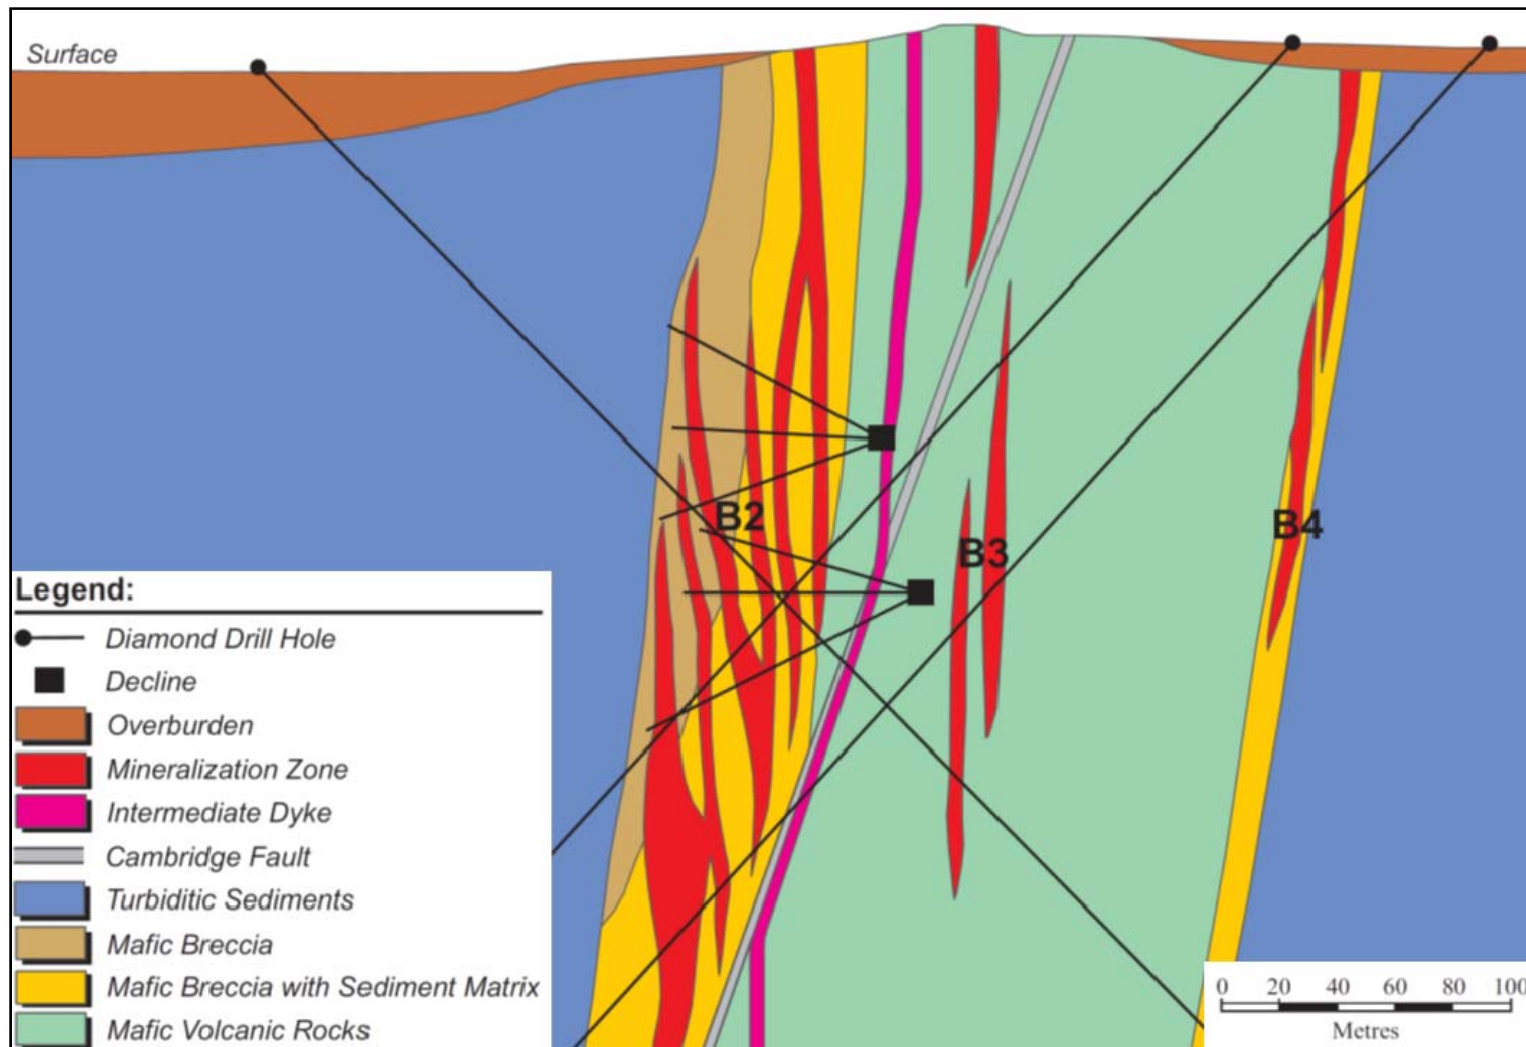 Surface
B2
B3
B4
Legend:
Diamond Drill Hole
Decline
Overburden
Mineralization Zone
Intermediate Dyke
Cambridge Fault
Turbiditic Sediments
Mafic Breccia
Mafic Breccia with Sediment Matrix
Mafic Volcanic Rocks
0 20 40 60 80 100
Metres